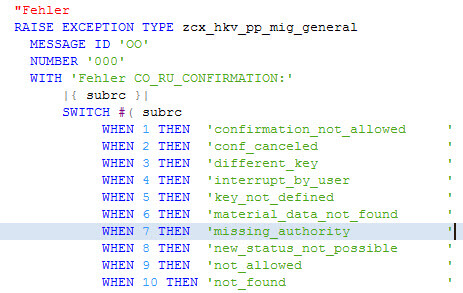 "Fehler
RAISE EXCEPTION TYPE zcx_hkv_pp_mig_general
  MESSAGE ID 'OO'
  NUMBER '000'
  WITH 'Fehler CO_RU_CONFIRMATION:'
      |{ subrc }|
      SWITCH #( subrc
           WHEN 1 THEN  'confirmation_not_allowed     '
           WHEN 2 THEN  'conf_canceled                '
           WHEN 3 THEN  'different_key                '
           WHEN 4 THEN  'interrupt_by_user            '
           WHEN 5 THEN  'key_not_defined              '
           WHEN 6 THEN  'material_data_not_found      '
           WHEN 7 THEN  'missing_authority            '
           WHEN 8 THEN  'new_status_not_possible      '
           WHEN 9 THEN  'not_allowed                  '
           WHEN 10 THEN 'not_found                    '